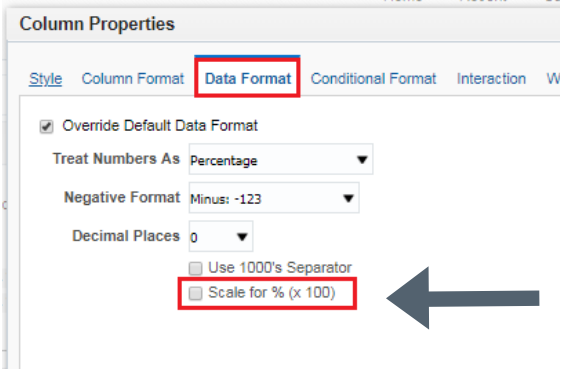 Column Properties
Style Column Format Data Format Conditional Format Interaction
Override Default Data Format
Treat Numbers As Percentage
Negative Format Minus: -123
Decimal Places 0
Use 1000's Separator
Scale for % (x 100)